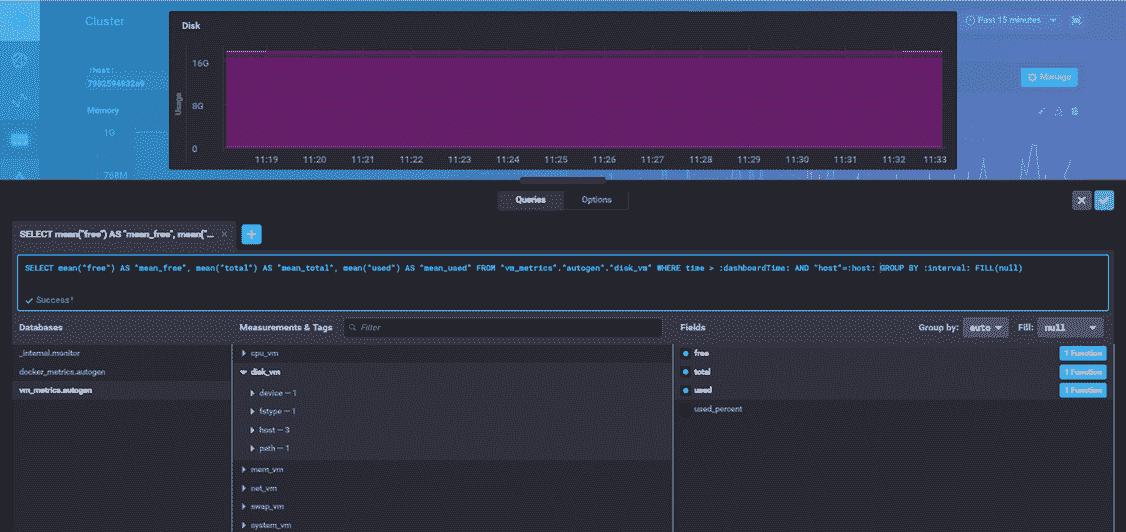 Cluster
Disk
Past 15 minutes
:host:
Manage
Memory
1G
768M
Usage
16G
8G
0
11:19 11:20 11:21 11:22 11:23 11:24 11:25 11:26 11:27 11:28 11:29 11:30 11:31 11:32 11:33
Queries Options
SELECT mean("free") AS "mean_free", mean("...
SELECT mean("free") AS "mean_free", mean("total") AS "mean_total", mean("used") AS "mean_used" FROM "vm_metrics"."autogen"."disk_vm" WHERE time > :dashboardTime: AND "host"=:host: GROUP BY :interval: FILL(null)
Success!
Databases
_internal.monitor
docker_metrics.autogen
vm_metrics.autogen
Measurements & Tags
Filter
cpu_vm
disk_vm
device — 1
fstype — 1
host — 3
path — 1
mem_vm
net_vm
swap_vm
system_vm
Fields
Group by: auto Fill: null
free 1 Function
total 1 Function
used 1 Function
used_percent